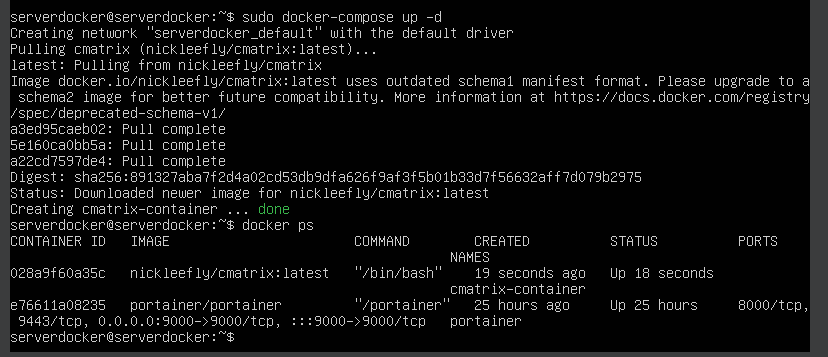 serverdocker@serverdocker:~$ sudo docker-compose up -d
Creating network "serverdocker_default" with the default driver
Pulling cmatrix (nickleefly/cmatrix:latest)...
latest: Pulling from nickleefly/cmatrix
Image docker.io/nickleefly/cmatrix:latest uses outdated schema1 manifest format. Please upgrade to a
 schema2 image for better future compatibility. More information at https://docs.docker.com/registry
/spec/deprecated-schema-v1/
a3ed95caeb02: Pull complete
5e160ca0bb5a: Pull complete
a22cd7597de4: Pull complete
Digest: sha256:891327aba7f2d4a02cd53db9dfa626f9af3f5b01b33d7f56632aff7d079b2975
Status: Downloaded newer image for nickleefly/cmatrix:latest
Creating cmatrix-container ... done
serverdocker@serverdocker:~$ docker ps
CONTAINER ID   IMAGE                       COMMAND        CREATED          STATUS          PORTS
                                                       NAMES
028a9f60a35c   nickleefly/cmatrix:latest   "/bin/bash"    19 seconds ago   Up 18 seconds
                                                       cmatrix-container
e76611a08235   portainer/portainer         "/portainer"   25 hours ago     Up 25 hours     8000/tcp,
 9443/tcp, 0.0.0.0:9000->9000/tcp, :::9000->9000/tcp   portainer
serverdocker@serverdocker:~$